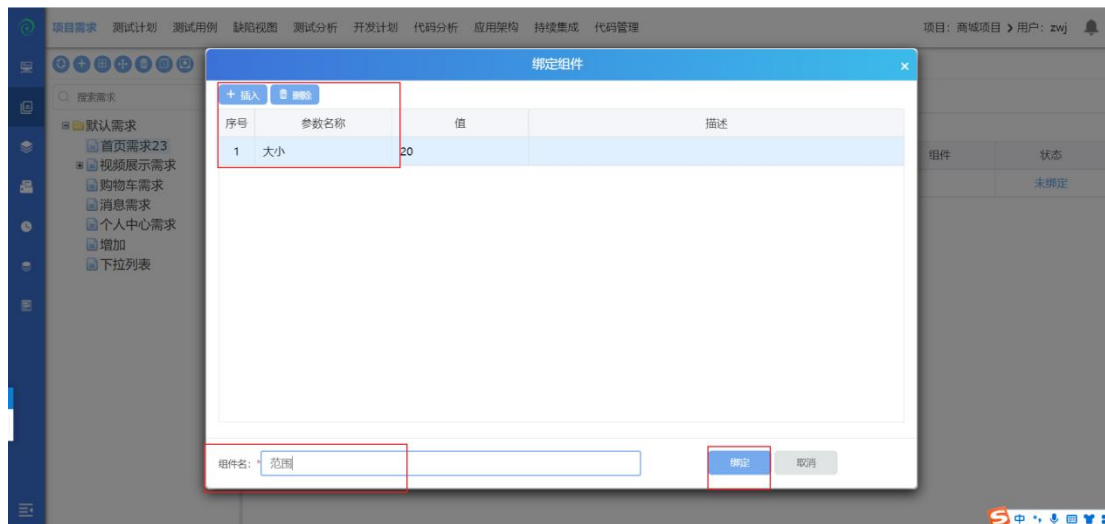 项目需求 测试计划 测试用例 缺陷视图 测试分析 开发计划 代码分析 应用架构 持续集成 代码管理 项目：商城项目 用户：zwj
绑定组件 ×
搜索需求
+ 插入 删除
默认需求
序号 参数名称 值 描述
首页需求23
1 大小 20
组件 状态
视频展示需求
购物车需求
未绑定
消息需求
个人中心需求
增加
下拉列表
组件名：* 范围
绑定 取消
中